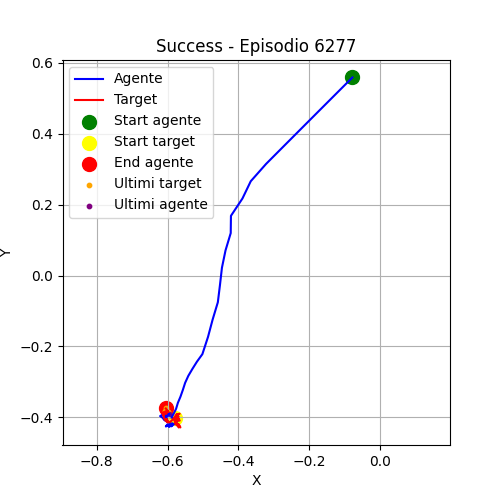 Success - Episodio 6277
Agente
Target
Start agente
Start target
End agente
Ultimi target
Ultimi agente
0.6
0.4
0.2
0.0
−0.2
−0.4
Y
−0.8
−0.6
−0.4
−0.2
0.0
X